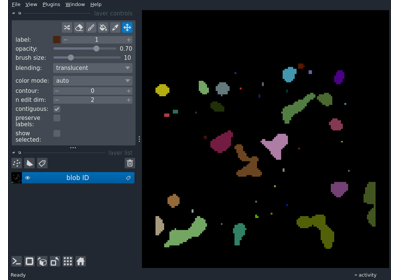 File View Plugins Window Help
layer controls
label: 1
opacity: 0.70
brush size: 10
blending: translucent
color mode: auto
contour: 0
n edit dim: 2
contiguous:
preserve
labels:
show
selected:
layer list
blob ID
Ready
activity